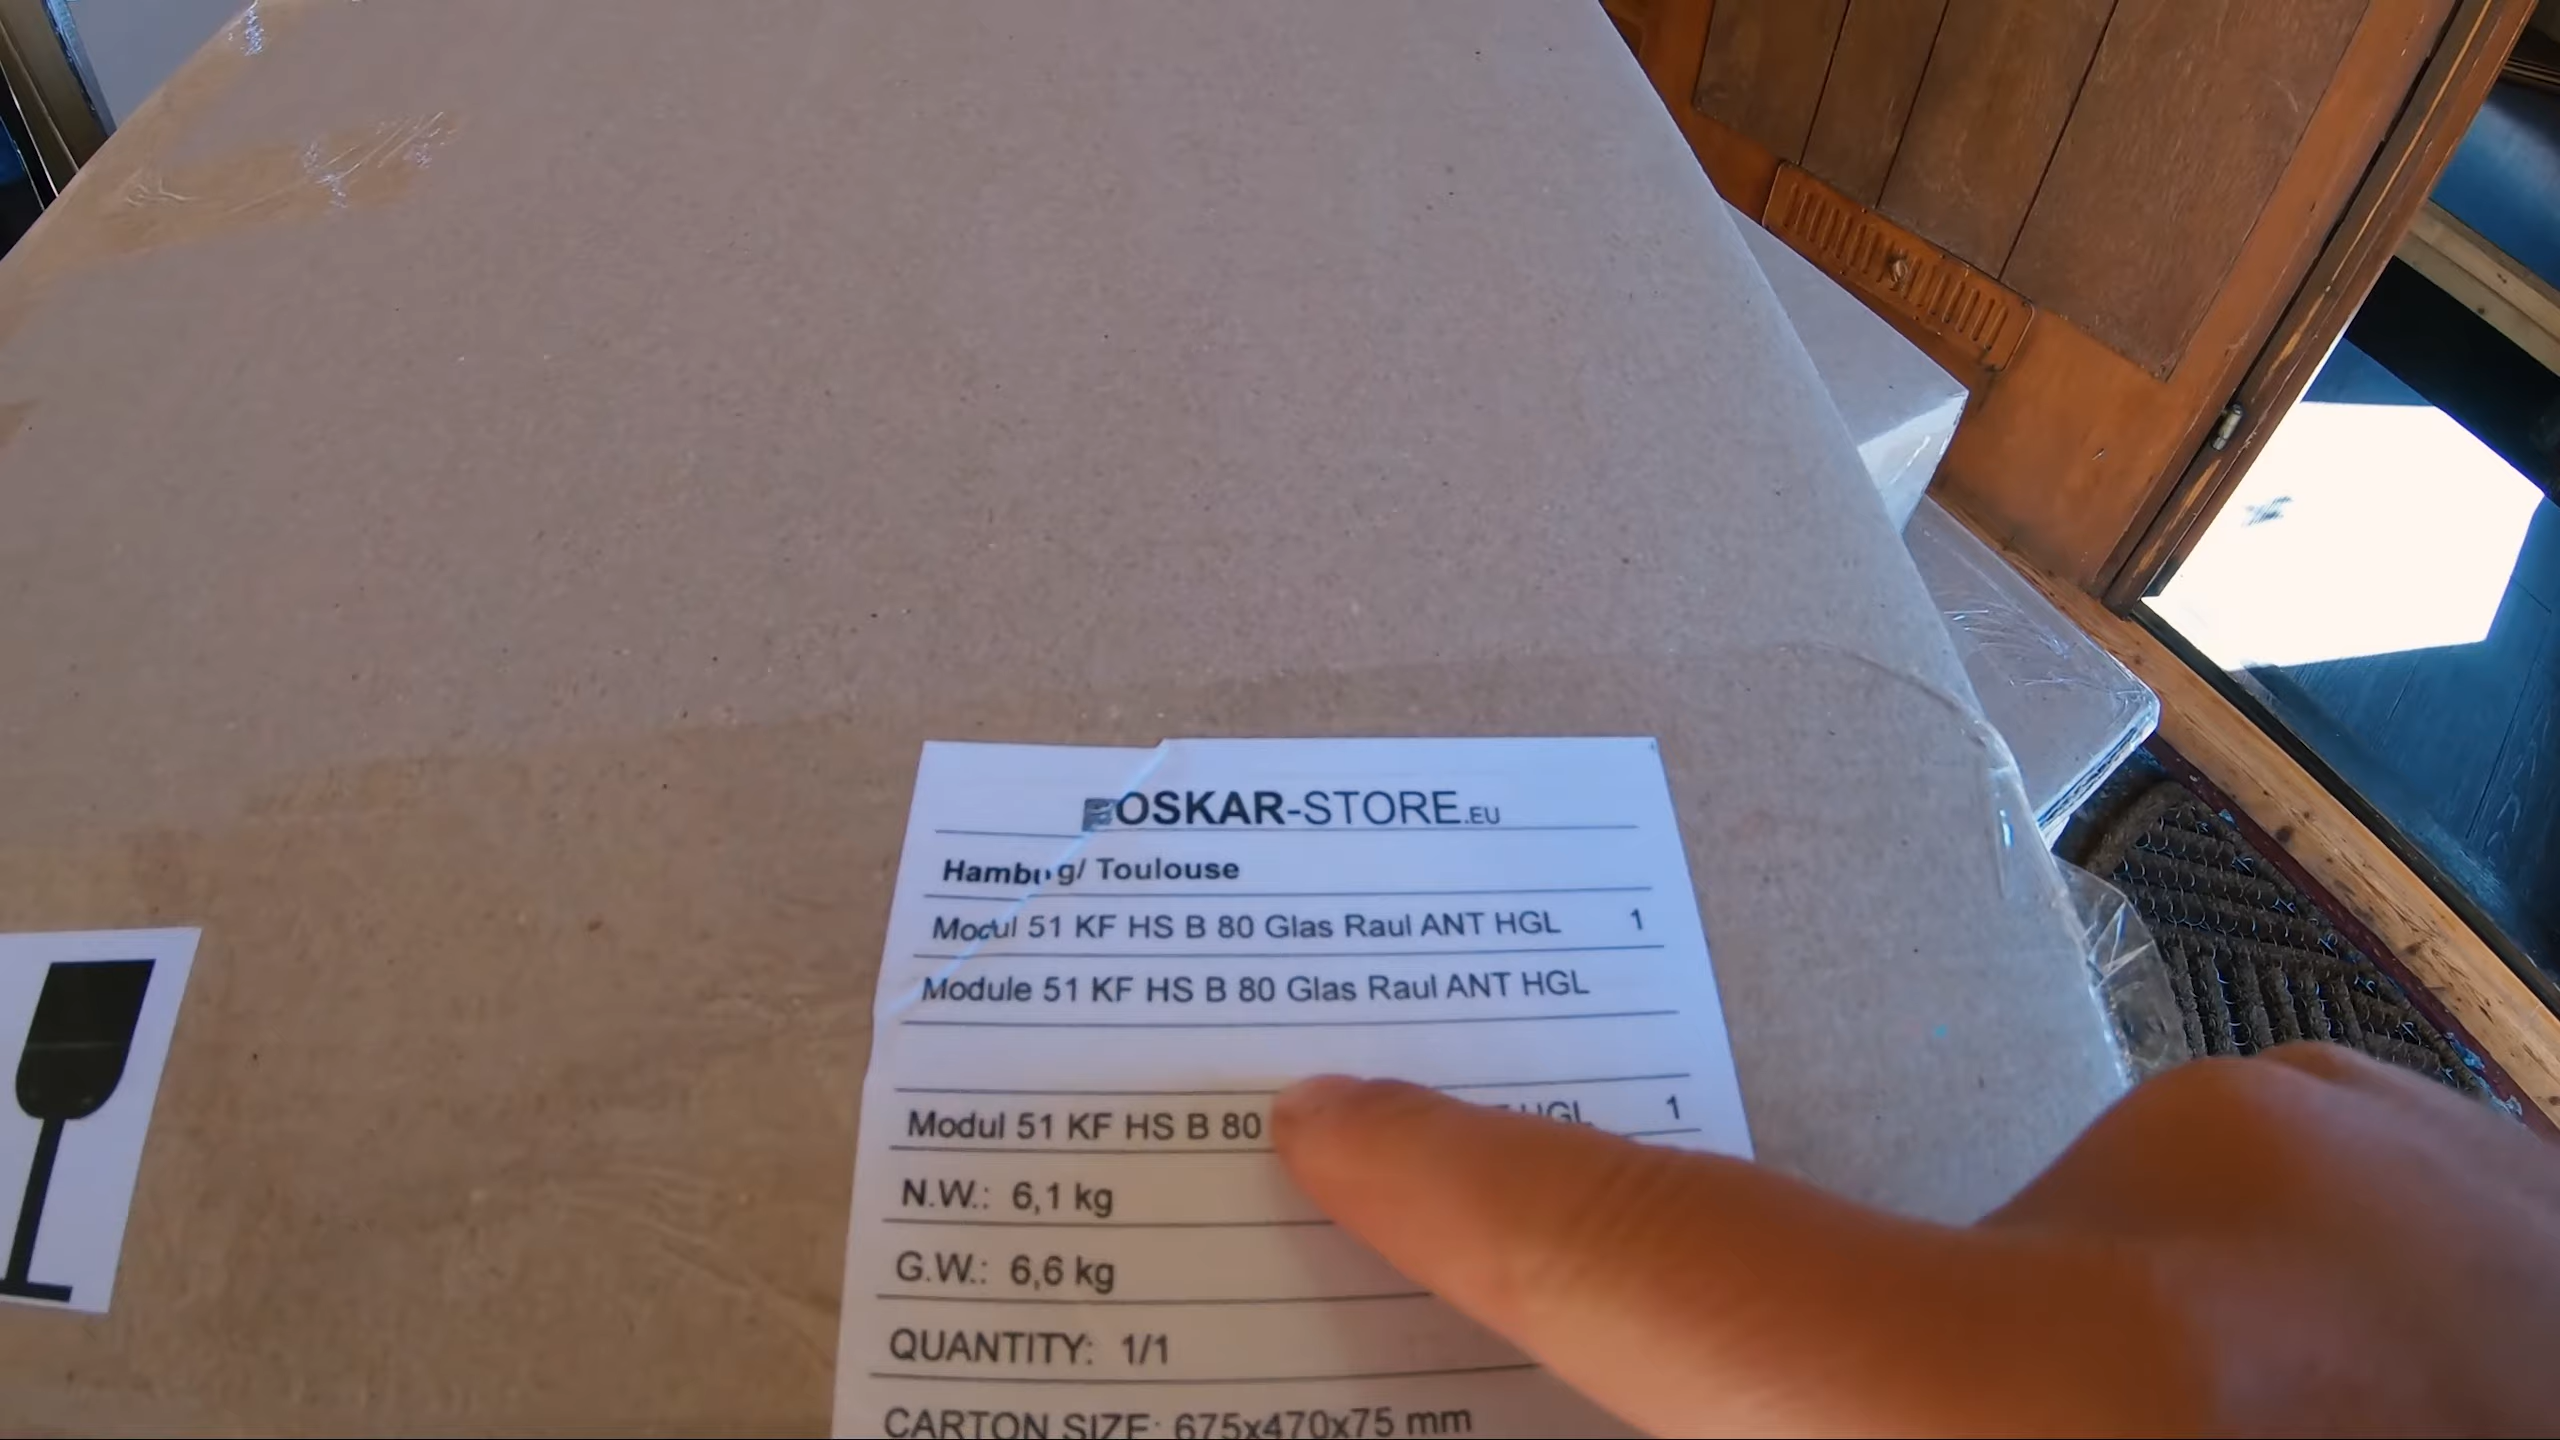 OSKAR-STORE.EU
Hamburg/ Toulouse
Modul 51 KF HS B 80 Glas Raul ANT HGL 1
Module 51 KF HS B 80 Glas Raul ANT HGL
Modul 51 KF HS B 80 HGL 1
N.W.: 6,1 kg
G.W.: 6,6 kg
QUANTITY: 1/1
CARTON SIZE: 675x470x75 mm